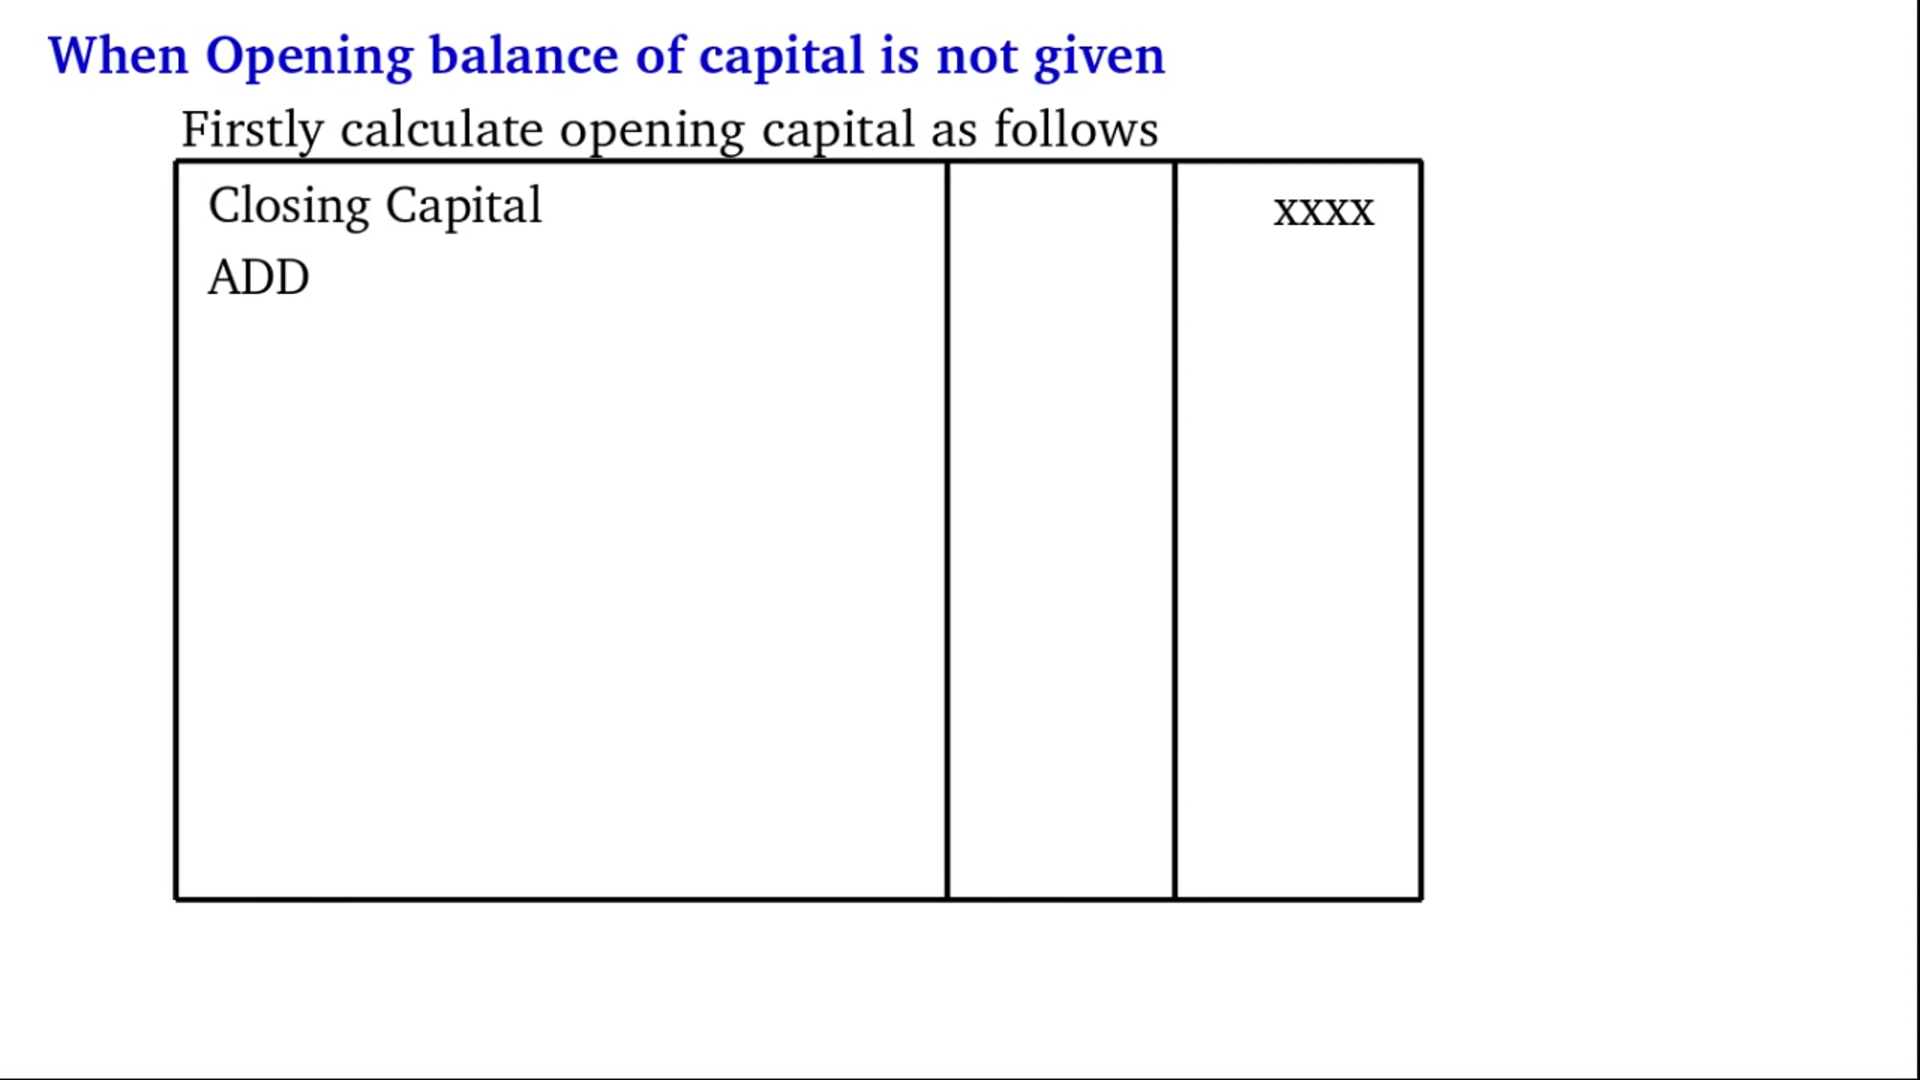 When Opening balance of capital is not given
Firstly calculate opening capital as follows
Closing Capital xxxx
ADD